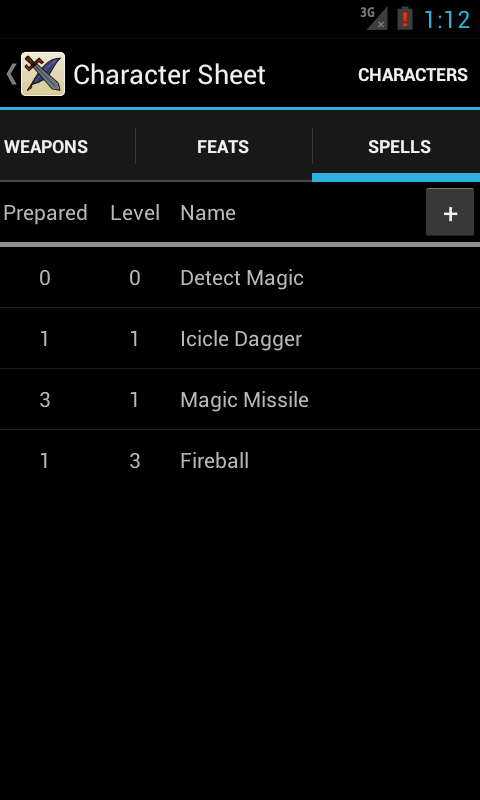 3G 1:12
Character Sheet CHARACTERS
WEAPONS FEATS SPELLS
Prepared Level Name +
0 0 Detect Magic
1 1 Icicle Dagger
3 1 Magic Missile
1 3 Fireball